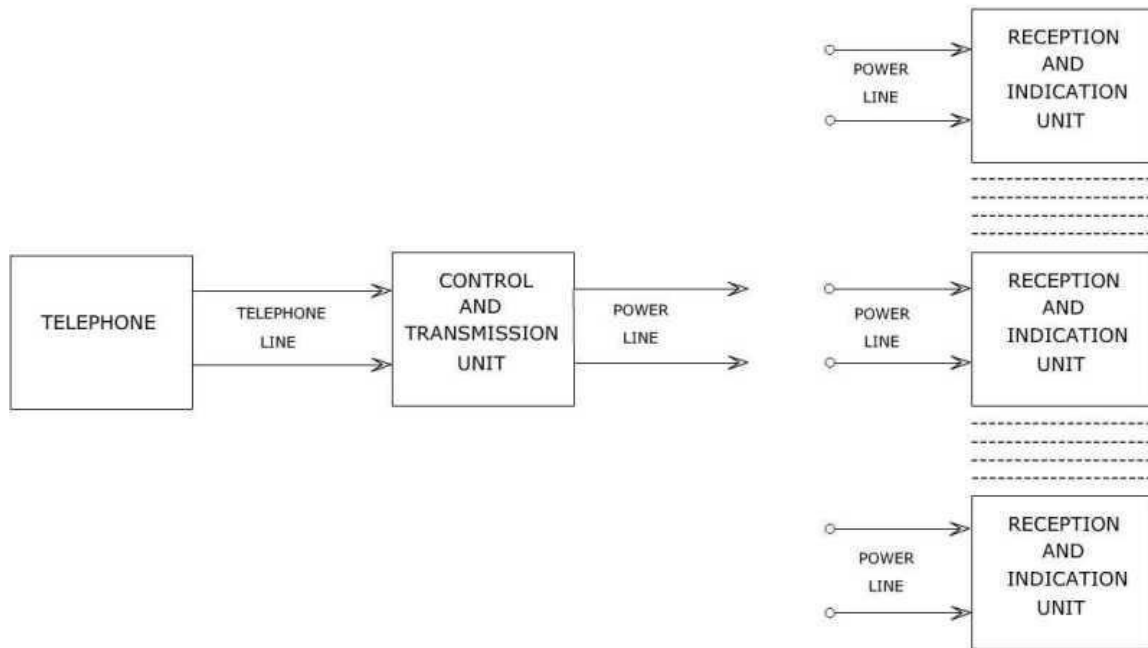 TELEPHONE
TELEPHONE
LINE
CONTROL
AND
TRANSMISSION
UNIT
POWER
LINE
POWER
LINE
RECEPTION
AND
INDICATION
UNIT
POWER
LINE
RECEPTION
AND
INDICATION
UNIT
POWER
LINE
RECEPTION
AND
INDICATION
UNIT